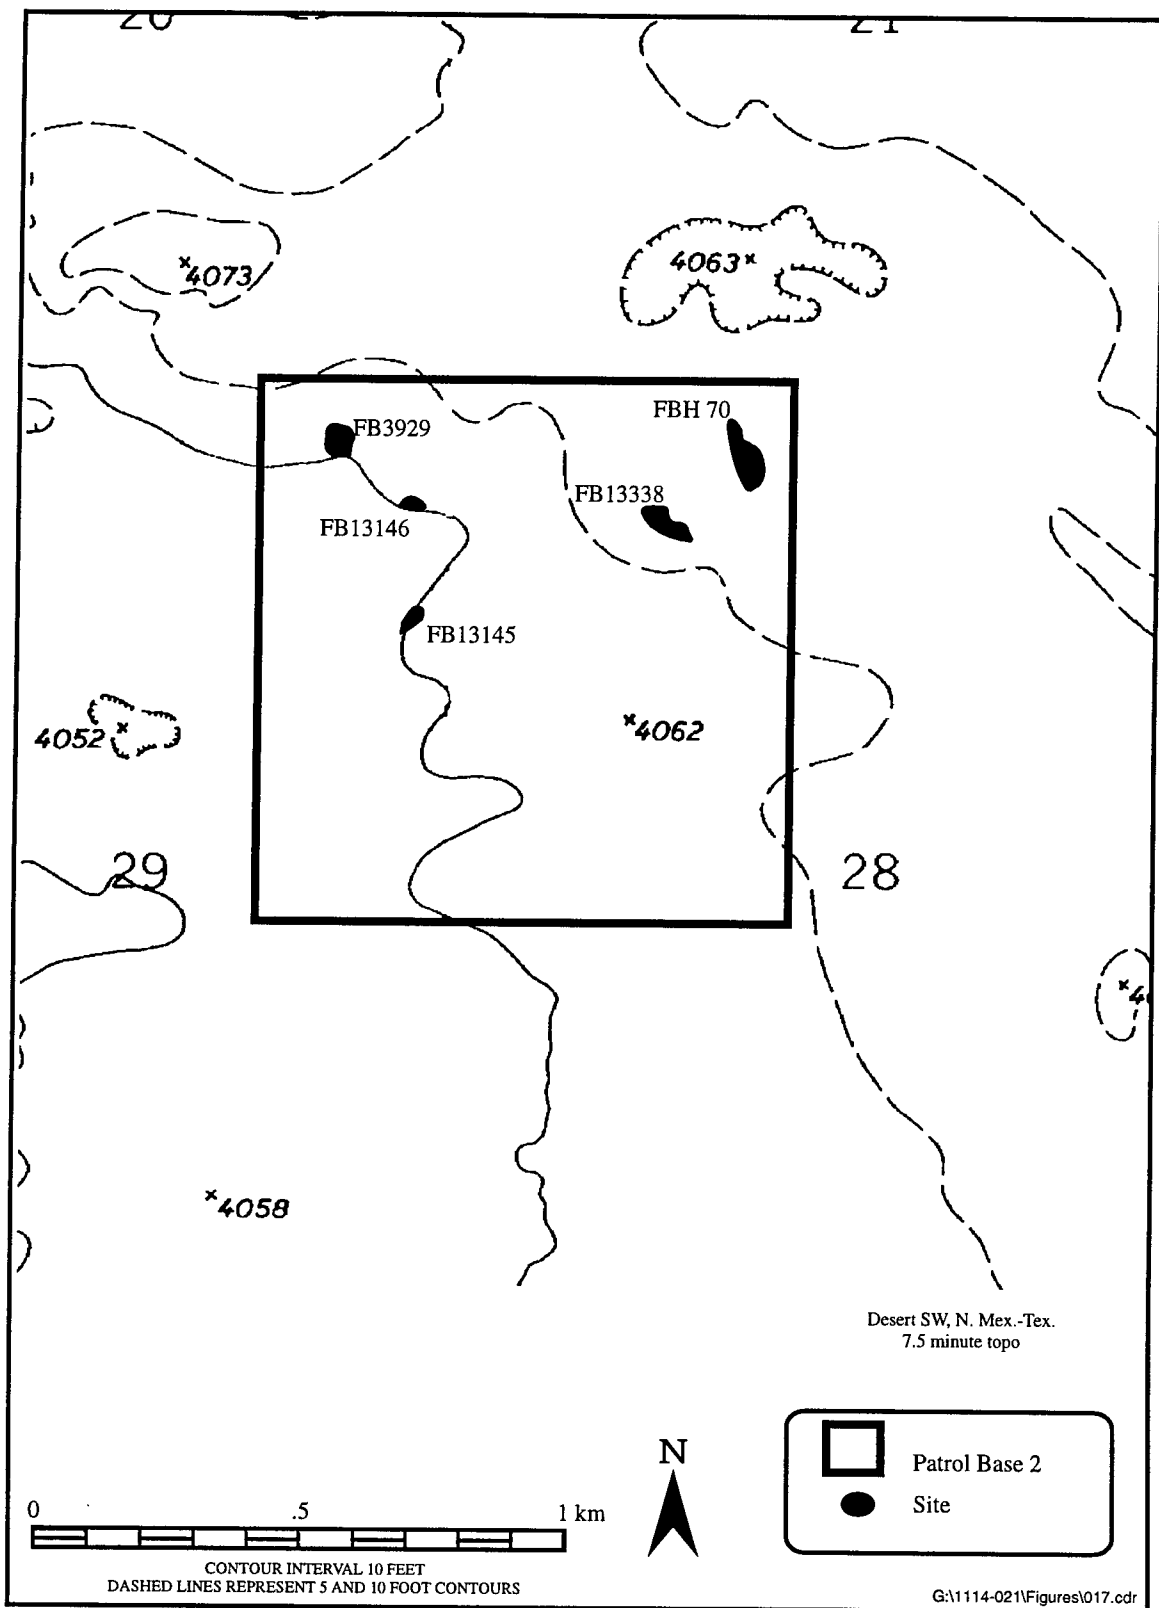 20
21
4073
4063
FBH 70
FB3929
FB13338
FB13146
FB13145
4062
4052
29
28
4058
Desert SW, N. Mex.-Tex.
7.5 minute topo
N
Patrol Base 2
Site
0 .5 1 km
CONTOUR INTERVAL 10 FEET
DASHED LINES REPRESENT 5 AND 10 FOOT CONTOURS
G:\1114-021\Figures\017.cdr